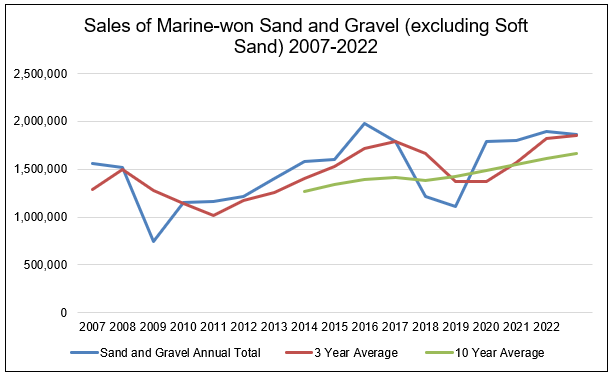 Sales of Marine-won Sand and Gravel (excluding Soft
Sand) 2007-2022
2,500,000
2,000,000
1,500,000
1,000,000
500,000
0
2007 2008 2009 2010 2011 2012 2013 2014 2015 2016 2017 2018 2019 2020 2021 2022
Sand and Gravel Annual Total 3 Year Average 10 Year Average